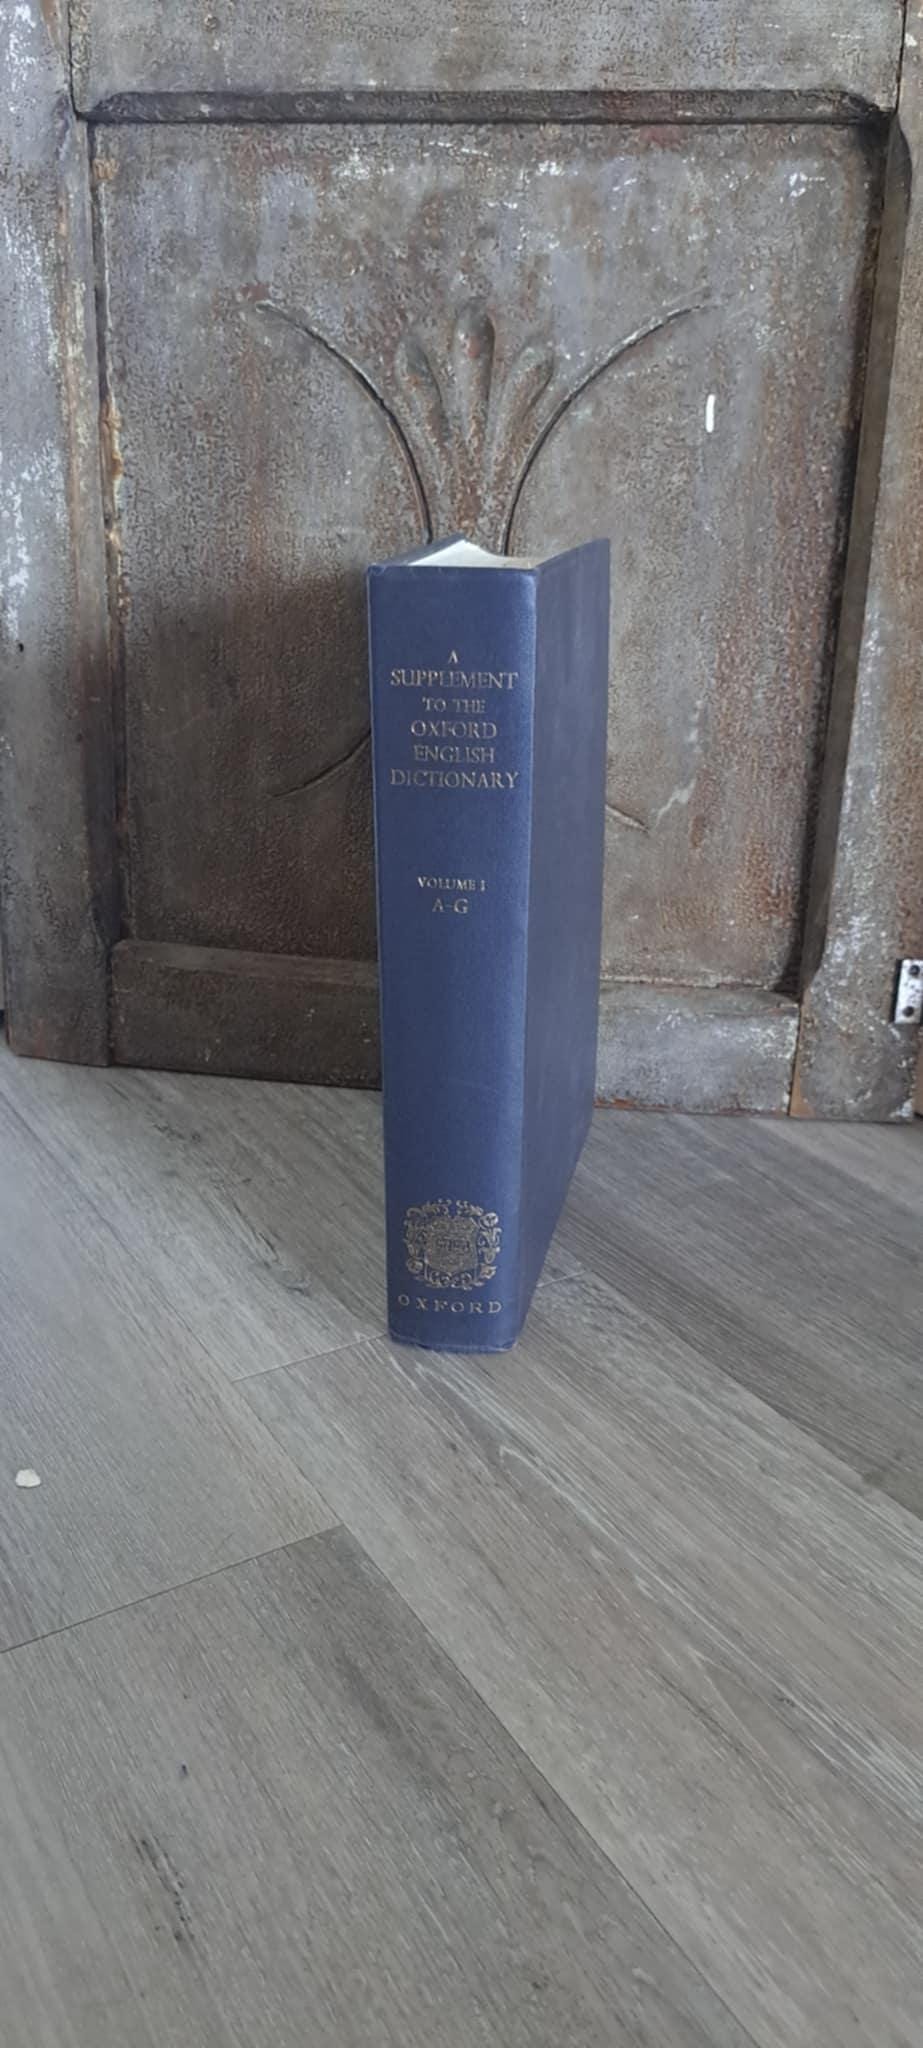 A
SUPPLEMENT
TO THE
OXFORD
ENGLISH
DICTIONARY
VOLUME I
A-G
OXFORD